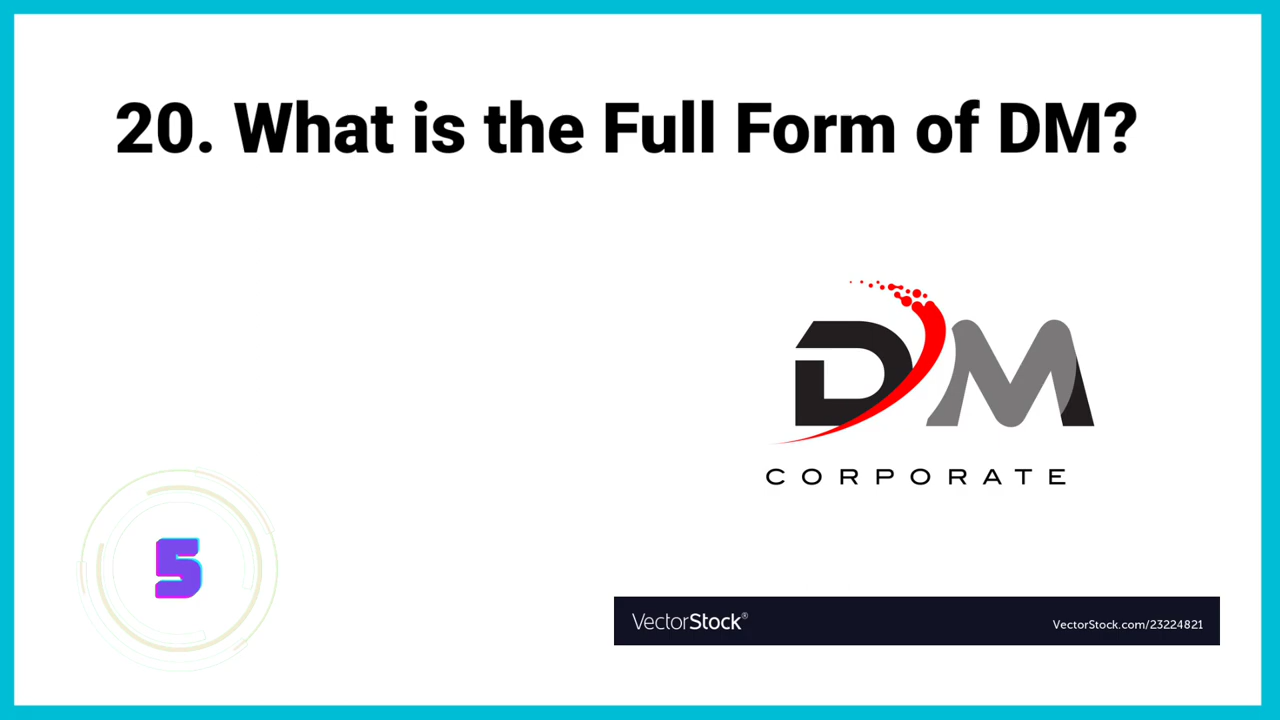 20. What is the Full Form of DM?
DM
CORPORATE
5
VectorStock®
VectorStock.com/23224821